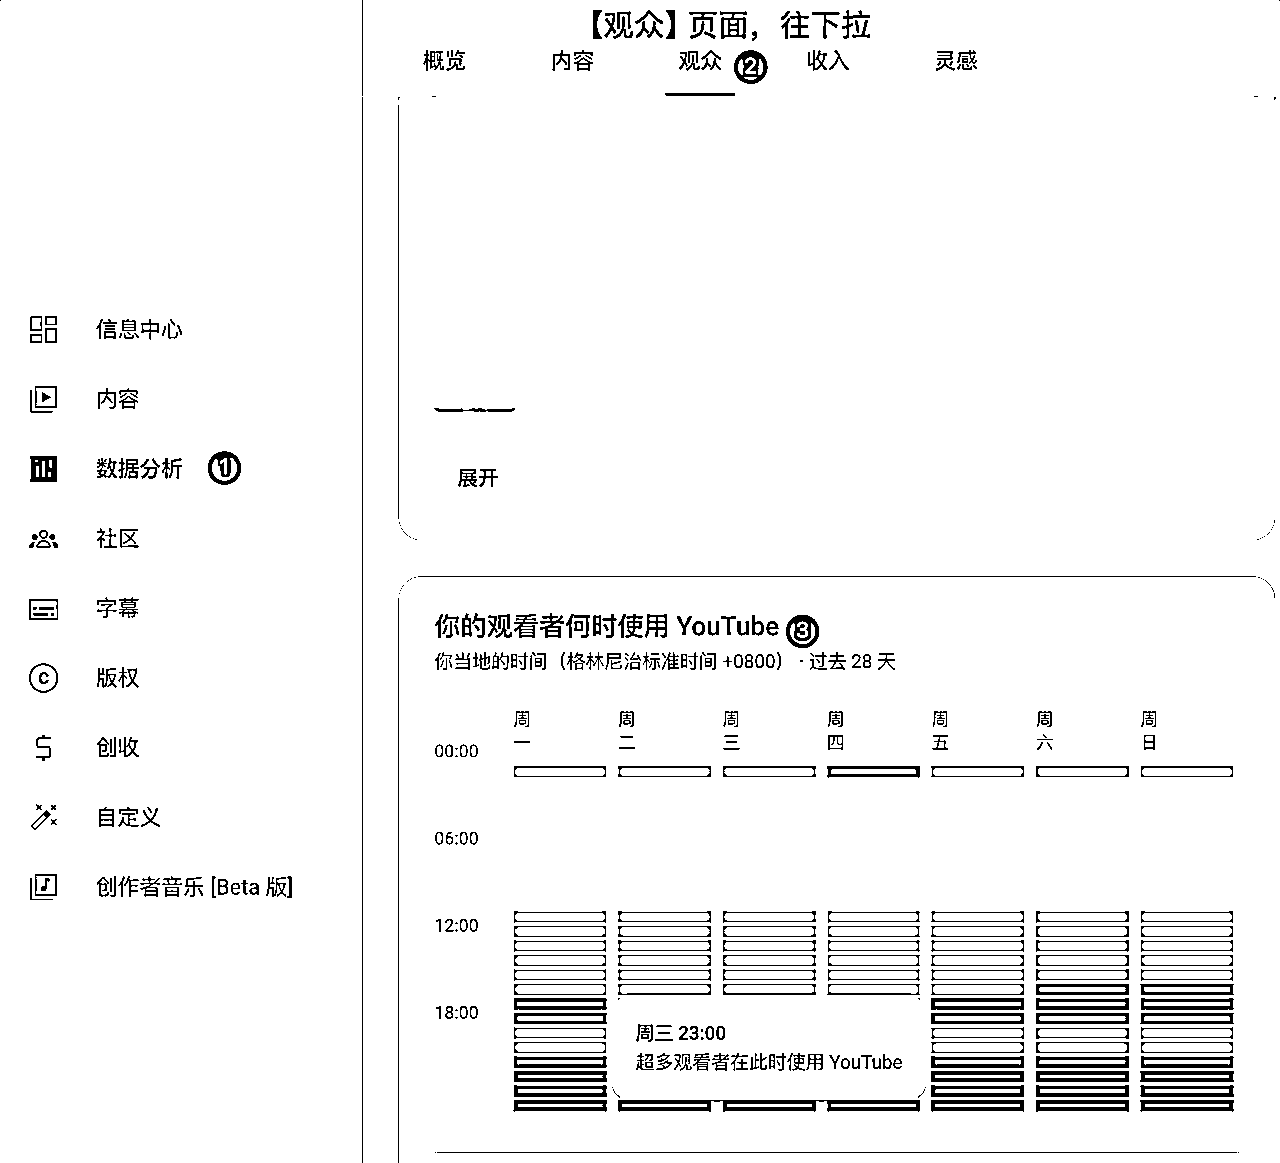 【观众】页面，往下拉
概览 内容 观众 ② 收入 灵感
信息中心
内容
数据分析 ①
社区
字幕
版权
创收
自定义
创作者音乐 [Beta 版]
展开
你的观看者何时使用 YouTube ③
你当地的时间（格林尼治标准时间 +0800） · 过去 28 天
周一 周二 周三 周四 周五 周六 周日
00:00
06:00
12:00
18:00
周三 23:00
超多观看者在此时使用 YouTube